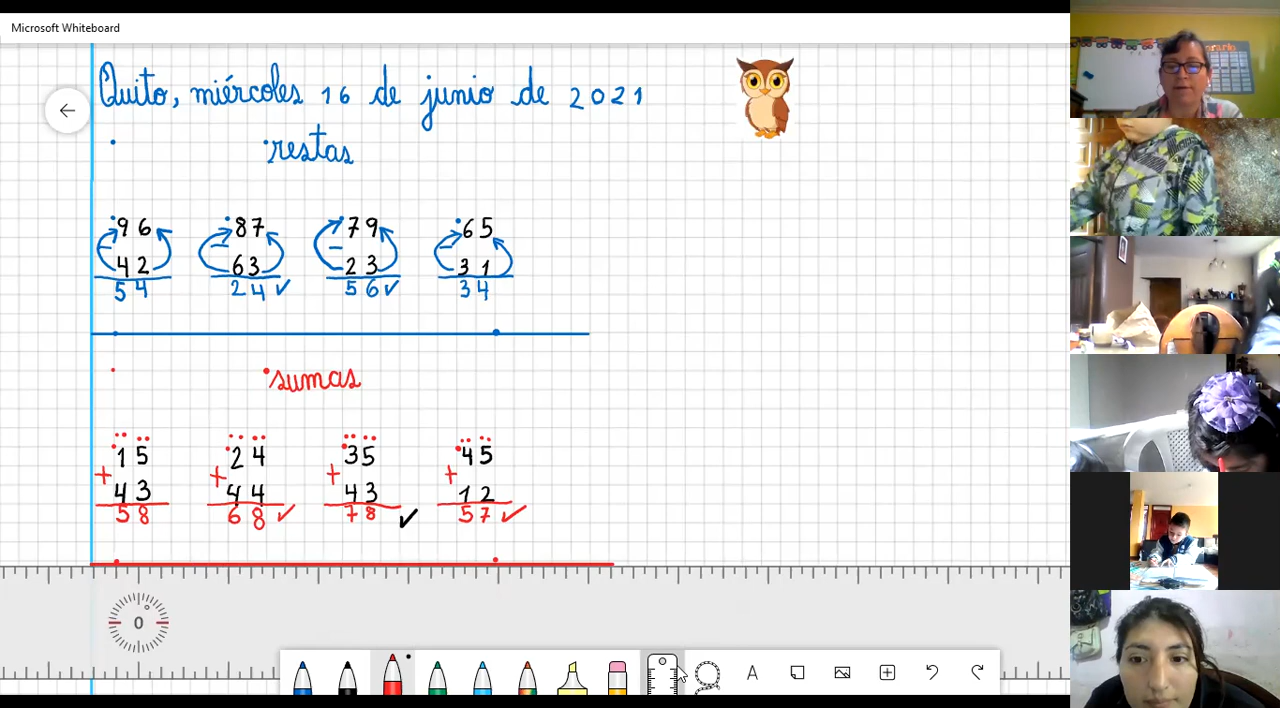 Microsoft Whiteboard
Quito, miércoles 16 de junio de 2021
restas
96 87 79 65
- - - -
42 63 23 31
54 24 ✓ 56 ✓ 34
sumas
15 24 35 45
+ + + +
43 44 43 12
58 68 ✓ 78 ✓ 57 ✓
0
A